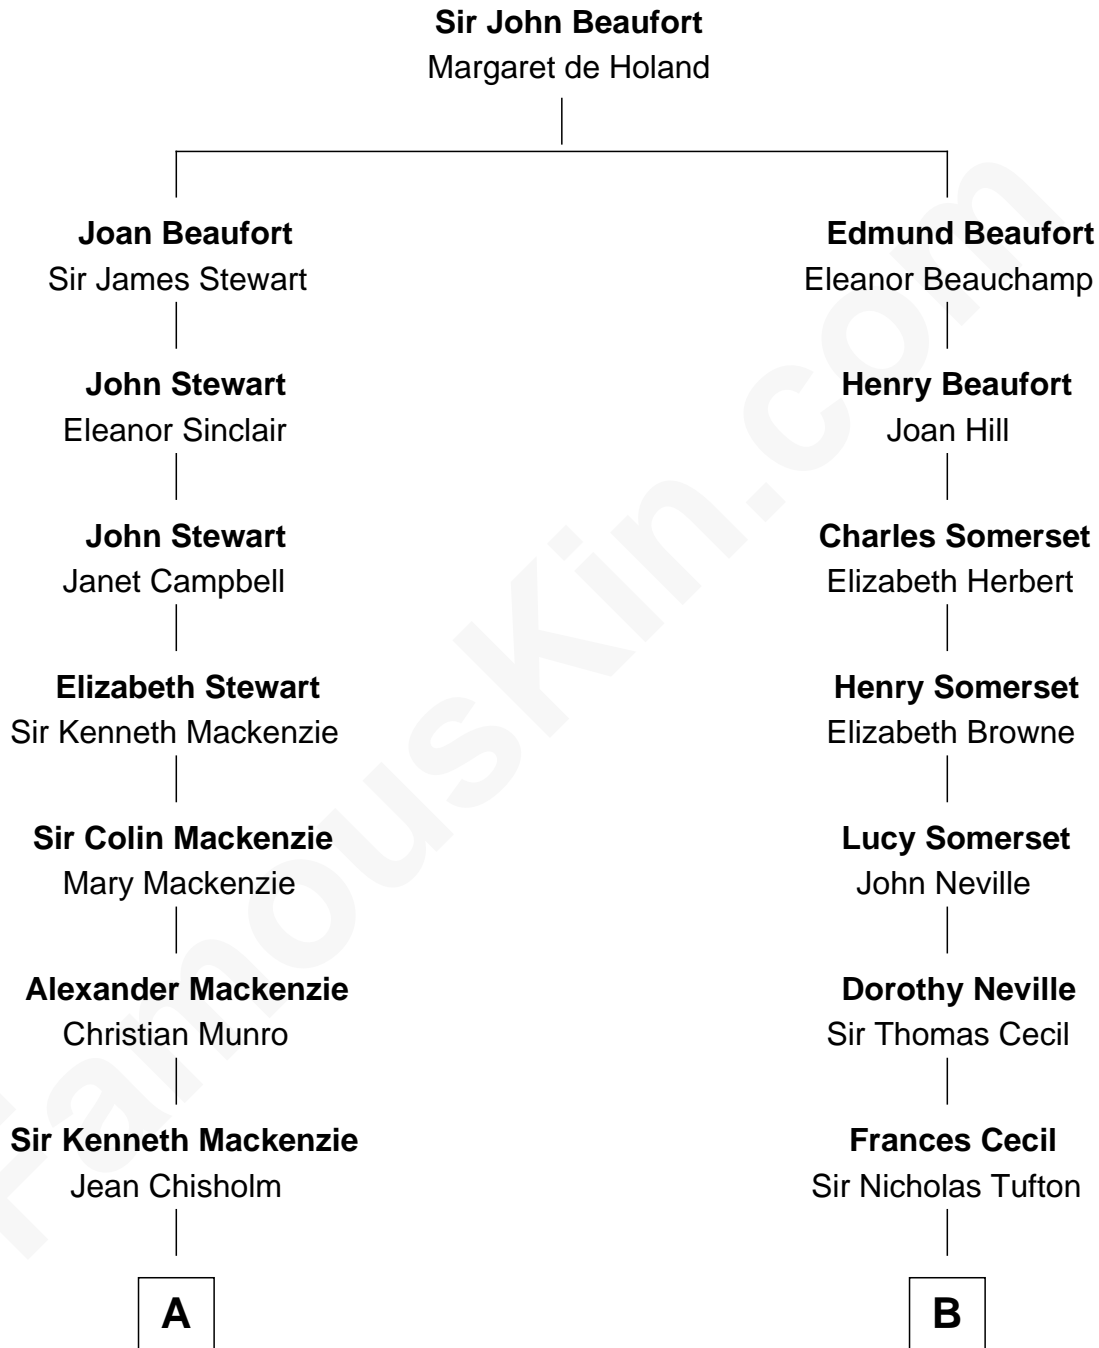 Sir John Beaufort
Margaret de Holand
Joan Beaufort
Sir James Stewart
Edmund Beaufort
Eleanor Beauchamp
John Stewart
Eleanor Sinclair
Henry Beaufort
Joan Hill
John Stewart
Janet Campbell
Charles Somerset
Elizabeth Herbert
Elizabeth Stewart
Sir Kenneth Mackenzie
Henry Somerset
Elizabeth Browne
Sir Colin Mackenzie
Mary Mackenzie
Lucy Somerset
John Neville
Alexander Mackenzie
Christian Munro
Dorothy Neville
Sir Thomas Cecil
Sir Kenneth Mackenzie
Jean Chisholm
Frances Cecil
Sir Nicholas Tufton
A
B
FamousKin.com